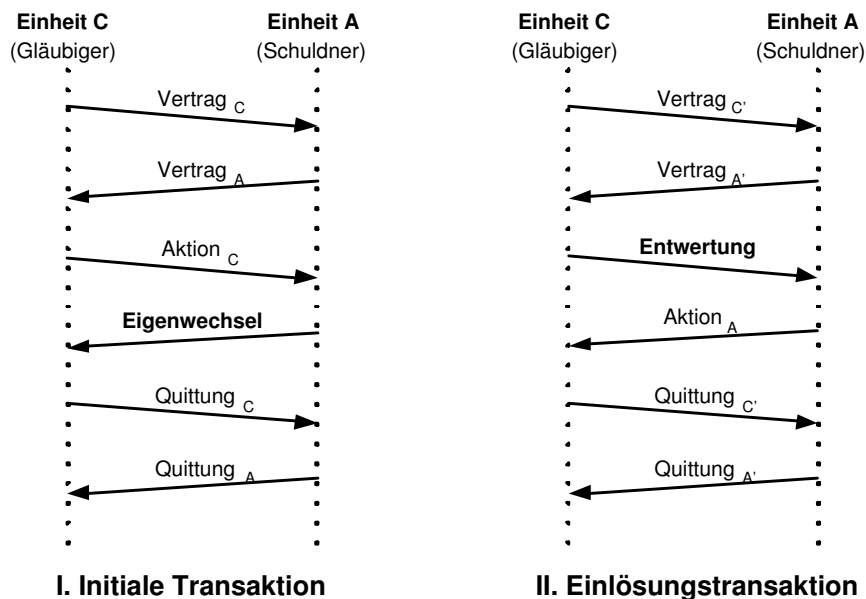 Einheit C
(Gläubiger)
Einheit A
(Schuldner)
Vertrag C
Vertrag A
Aktion C
Eigenwechsel
Quittung C
Quittung A
I. Initiale Transaktion
Einheit C
(Gläubiger)
Einheit A
(Schuldner)
Vertrag C'
Vertrag A'
Entwertung
Aktion A
Quittung C'
Quittung A'
II. Einlösungstransaktion